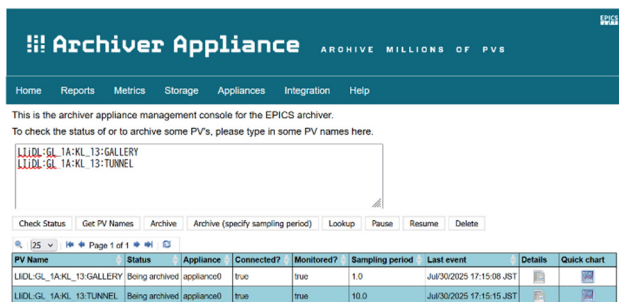 EPICS
Archiver Appliance ARCHIVE MILLIONS OF PVS
Home Reports Metrics Storage Appliances Integration Help
This is the archiver appliance management console for the EPICS archiver.
To check the status of or to archive some PV's, please type in some PV names here.
LIiDL:GL_1A:KL_13:GALLERY
LIiDL:GL_1A:KL_13:TUNNEL
Check Status Get PV Names Archive Archive (specify sampling period) Lookup Pause Resume Delete
25 Page 1 of 1
PV Name Status Appliance Connected? Monitored? Sampling period Last event Details Quick chart
LIiDL:GL_1A:KL_13:GALLERY Being archived appliance0 true true 1.0 Jul/30/2025 17:15:08 JST
LIiDL:GL_1A:KL_13:TUNNEL Being archived appliance0 true true 10.0 Jul/30/2025 17:15:15 JST